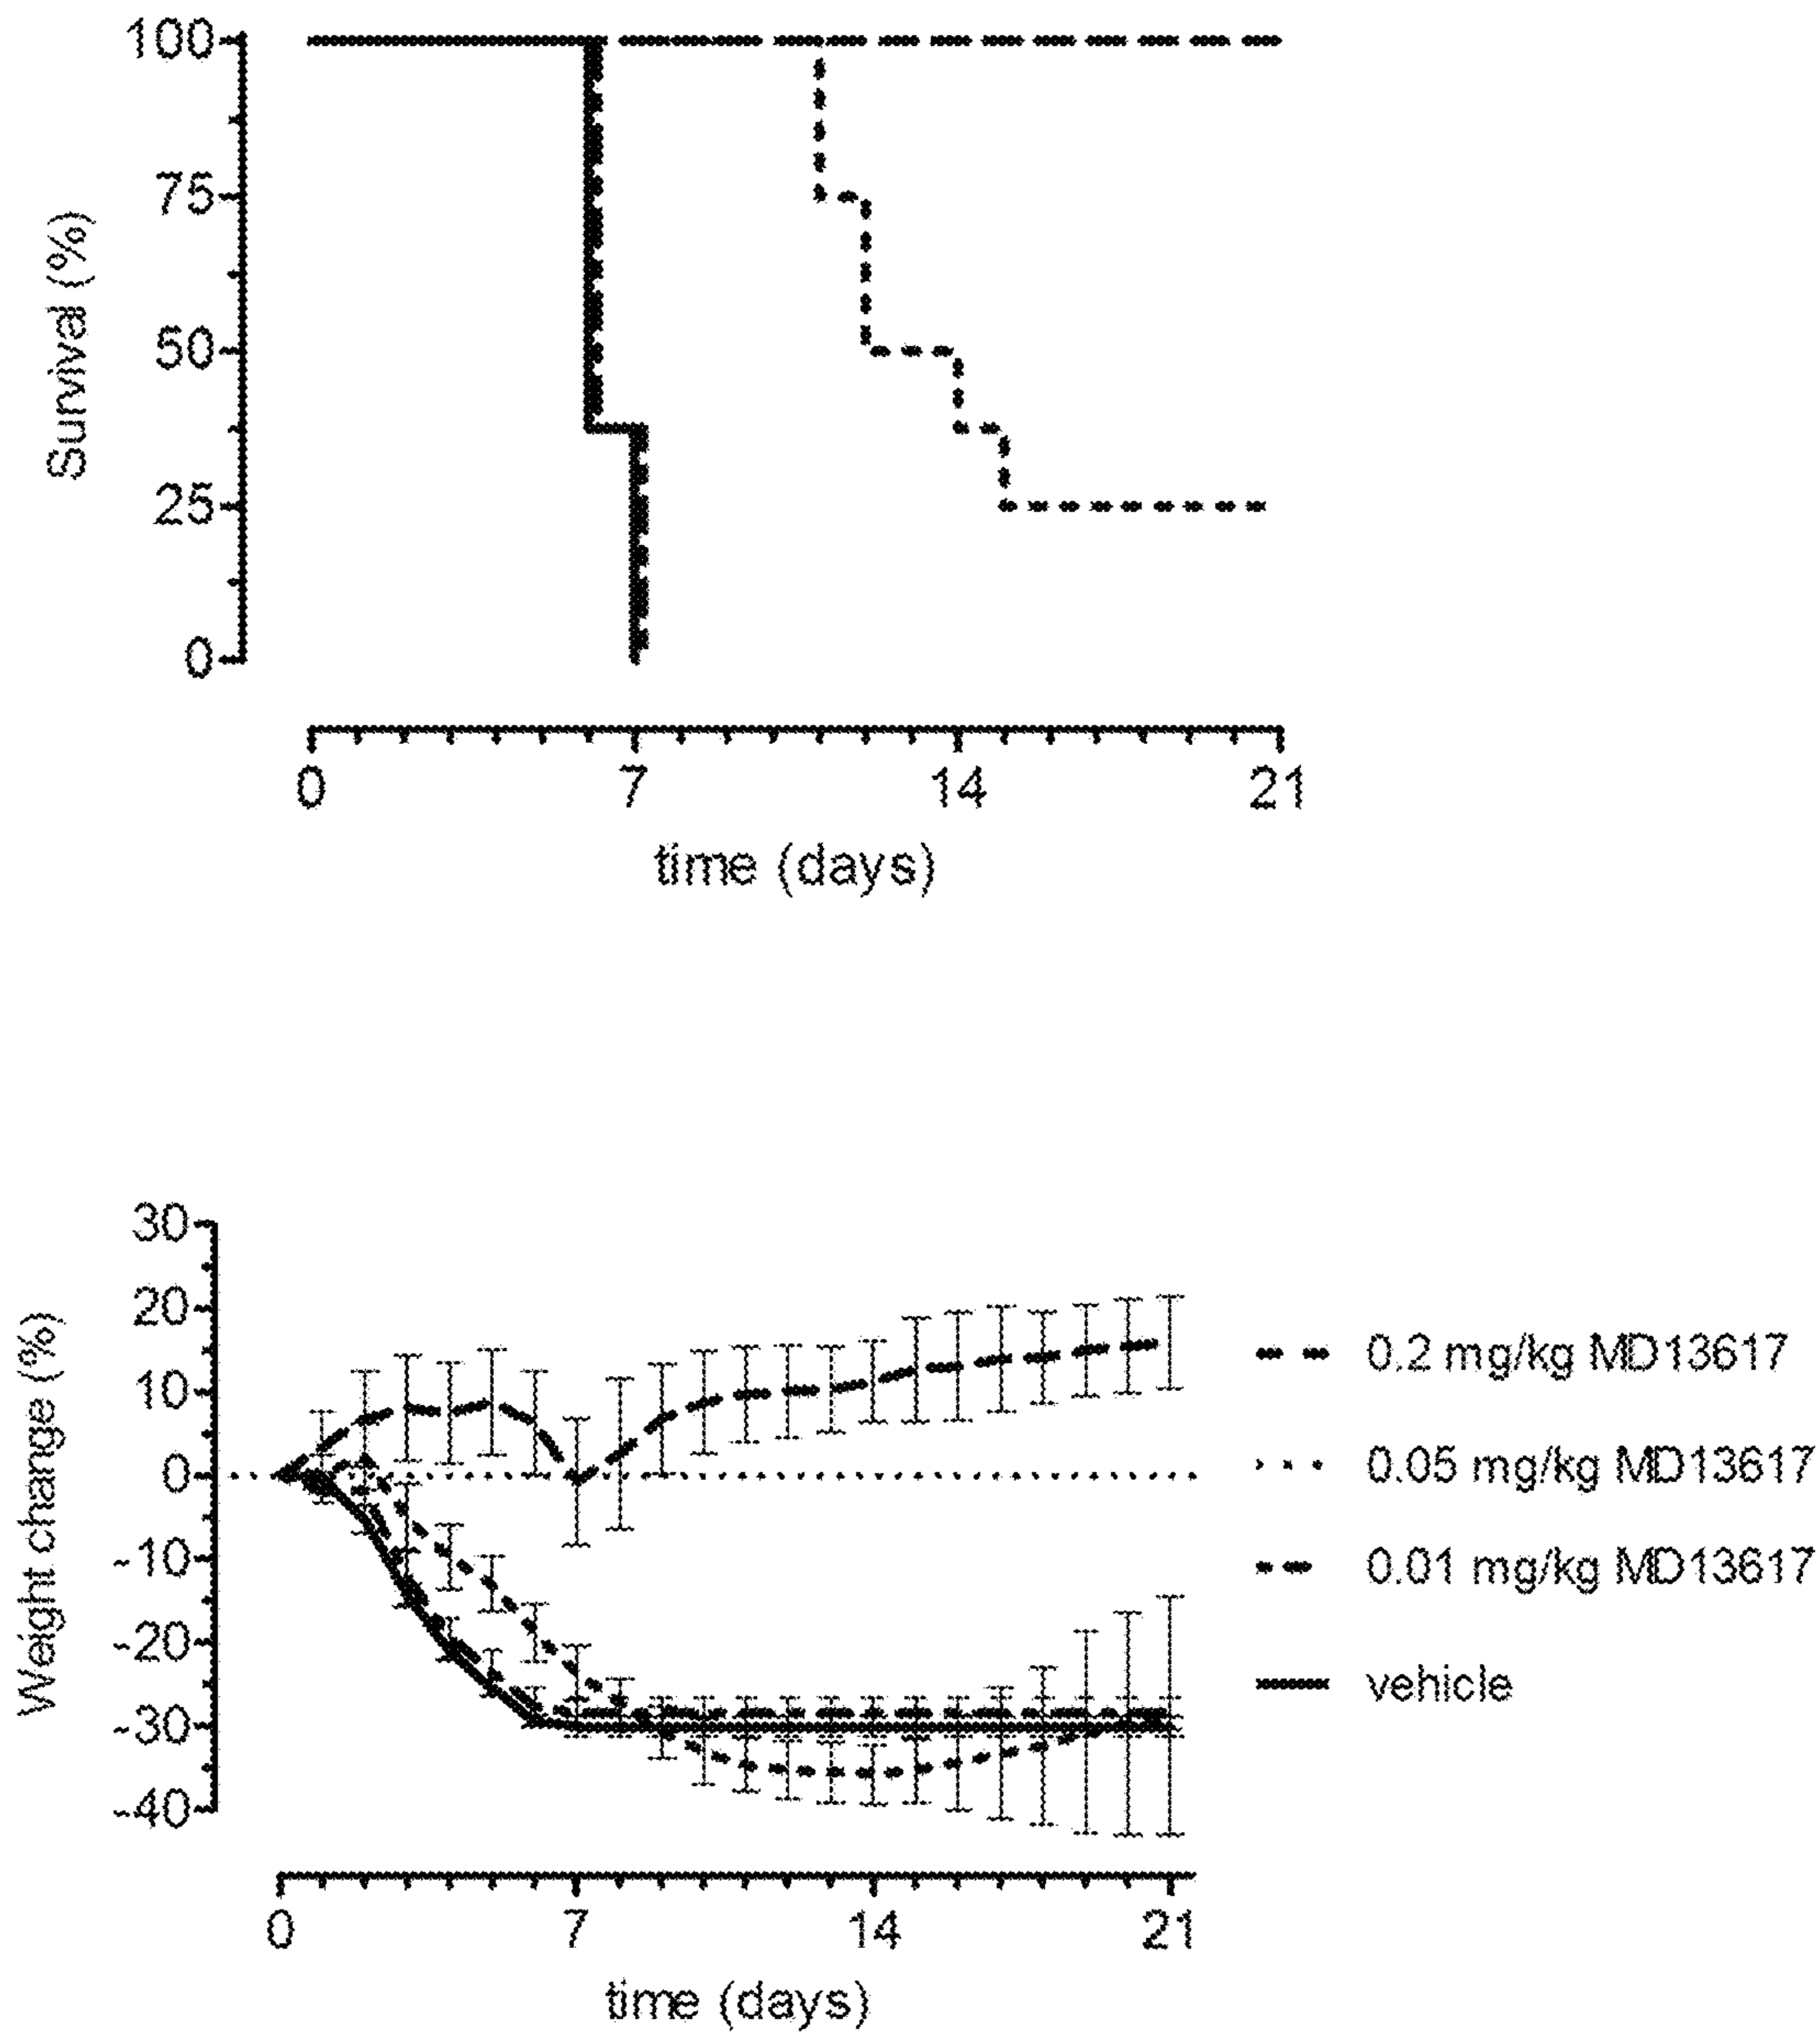 100
75
50
25
0
Survival (%)
0 7 14 21
time (days)
30
20
10
0
-10
-20
-30
-40
Weight change (%)
0 7 14 21
time (days)
0.2 mg/kg MD13617
0.05 mg/kg MD13617
0.01 mg/kg MD13617
vehicle